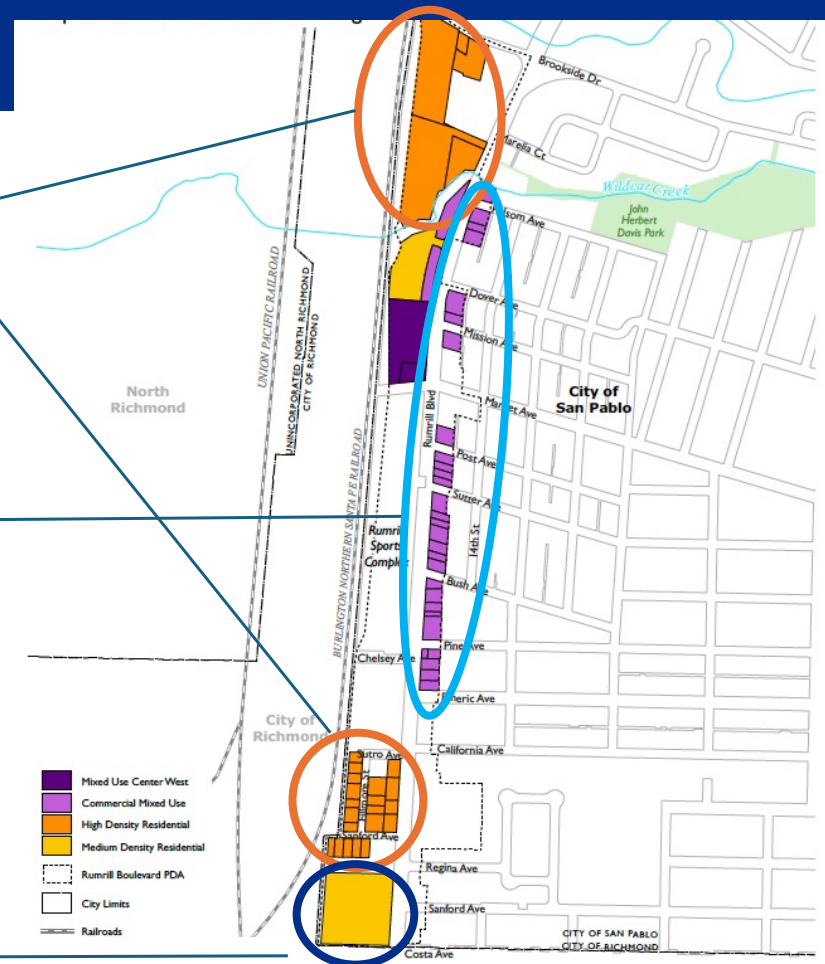 Brookside Dr
Marelia Ct
Wildcat Creek
John
Herbert
Davis Park
Folsom Ave
Dover Ave
Mission Ave
UNION PACIFIC RAILROAD
UNINCORPORATED NORTH RICHMOND
CITY OF RICHMOND
North
Richmond
City of
San Pablo
Market Ave
Rumrill Blvd
Post Ave
Sutter Ave
BURLINGTON NORTHERN SANTA FE RAILROAD
Rumrill
Sports
Complex
14th St
Bush Ave
Pine Ave
Chelsey Ave
Emeric Ave
City of
Richmond
California Ave
Sutro Ave
Fillmore St
Sanford Ave
Mixed Use Center West
Commercial Mixed Use
High Density Residential
Medium Density Residential
Rumrill Boulevard PDA
City Limits
Railroads
Regina Ave
Sanford Ave
CITY OF SAN PABLO
CITY OF RICHMOND
Costa Ave